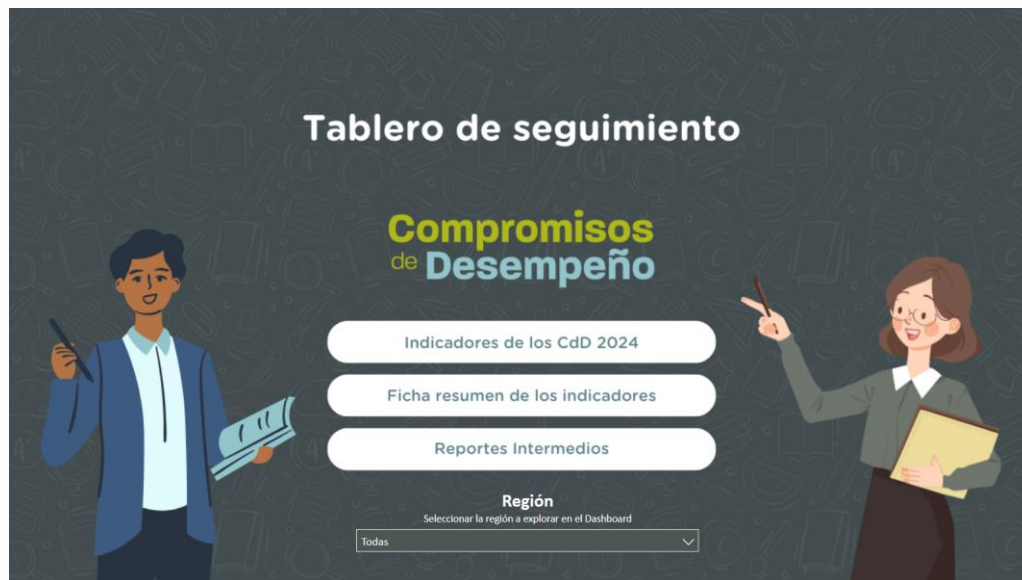 Tablero de seguimiento
Compromisos
de Desempeño
Indicadores de los CdD 2024
Ficha resumen de los indicadores
Reportes Intermedios
Región
Seleccionar la región a explorar en el Dashboard
Todas